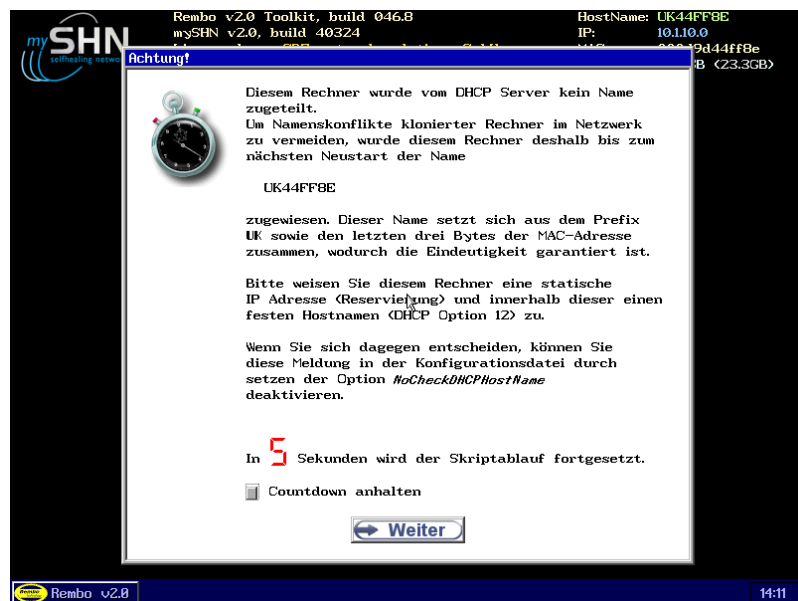 my SHN
selfhealing netwo
Rembo v2.0 Toolkit, build 046.8
mySHN v2.0, build 40324
HostName: UK44FF8E
IP: 10.1.10.0
9d44ff8e
B (23.3GB)
Achtung!
Diesem Rechner wurde vom DHCP Server kein Name
zugeteilt.
Um Namenskonflikte klonierter Rechner im Netzwerk
zu vermeiden, wurde diesem Rechner deshalb bis zum
nächsten Neustart der Name
UK44FF8E
zugewiesen. Dieser Name setzt sich aus dem Prefix
UK sowie den letzten drei Bytes der MAC-Adresse
zusammen, wodurch die Eindeutigkeit garantiert ist.
Bitte weisen Sie diesem Rechner eine statische
IP Adresse (Reservierung) und innerhalb dieser einen
festen Hostnamen (DHCP Option 12) zu.
Wenn Sie sich dagegen entscheiden, können Sie
diese Meldung in der Konfigurationsdatei durch
setzen der Option NoCheckDHCPHostName
deaktivieren.
In 5 Sekunden wird der Skriptablauf fortgesetzt.
Countdown anhalten
Weiter
Rembo v2.0
14:11